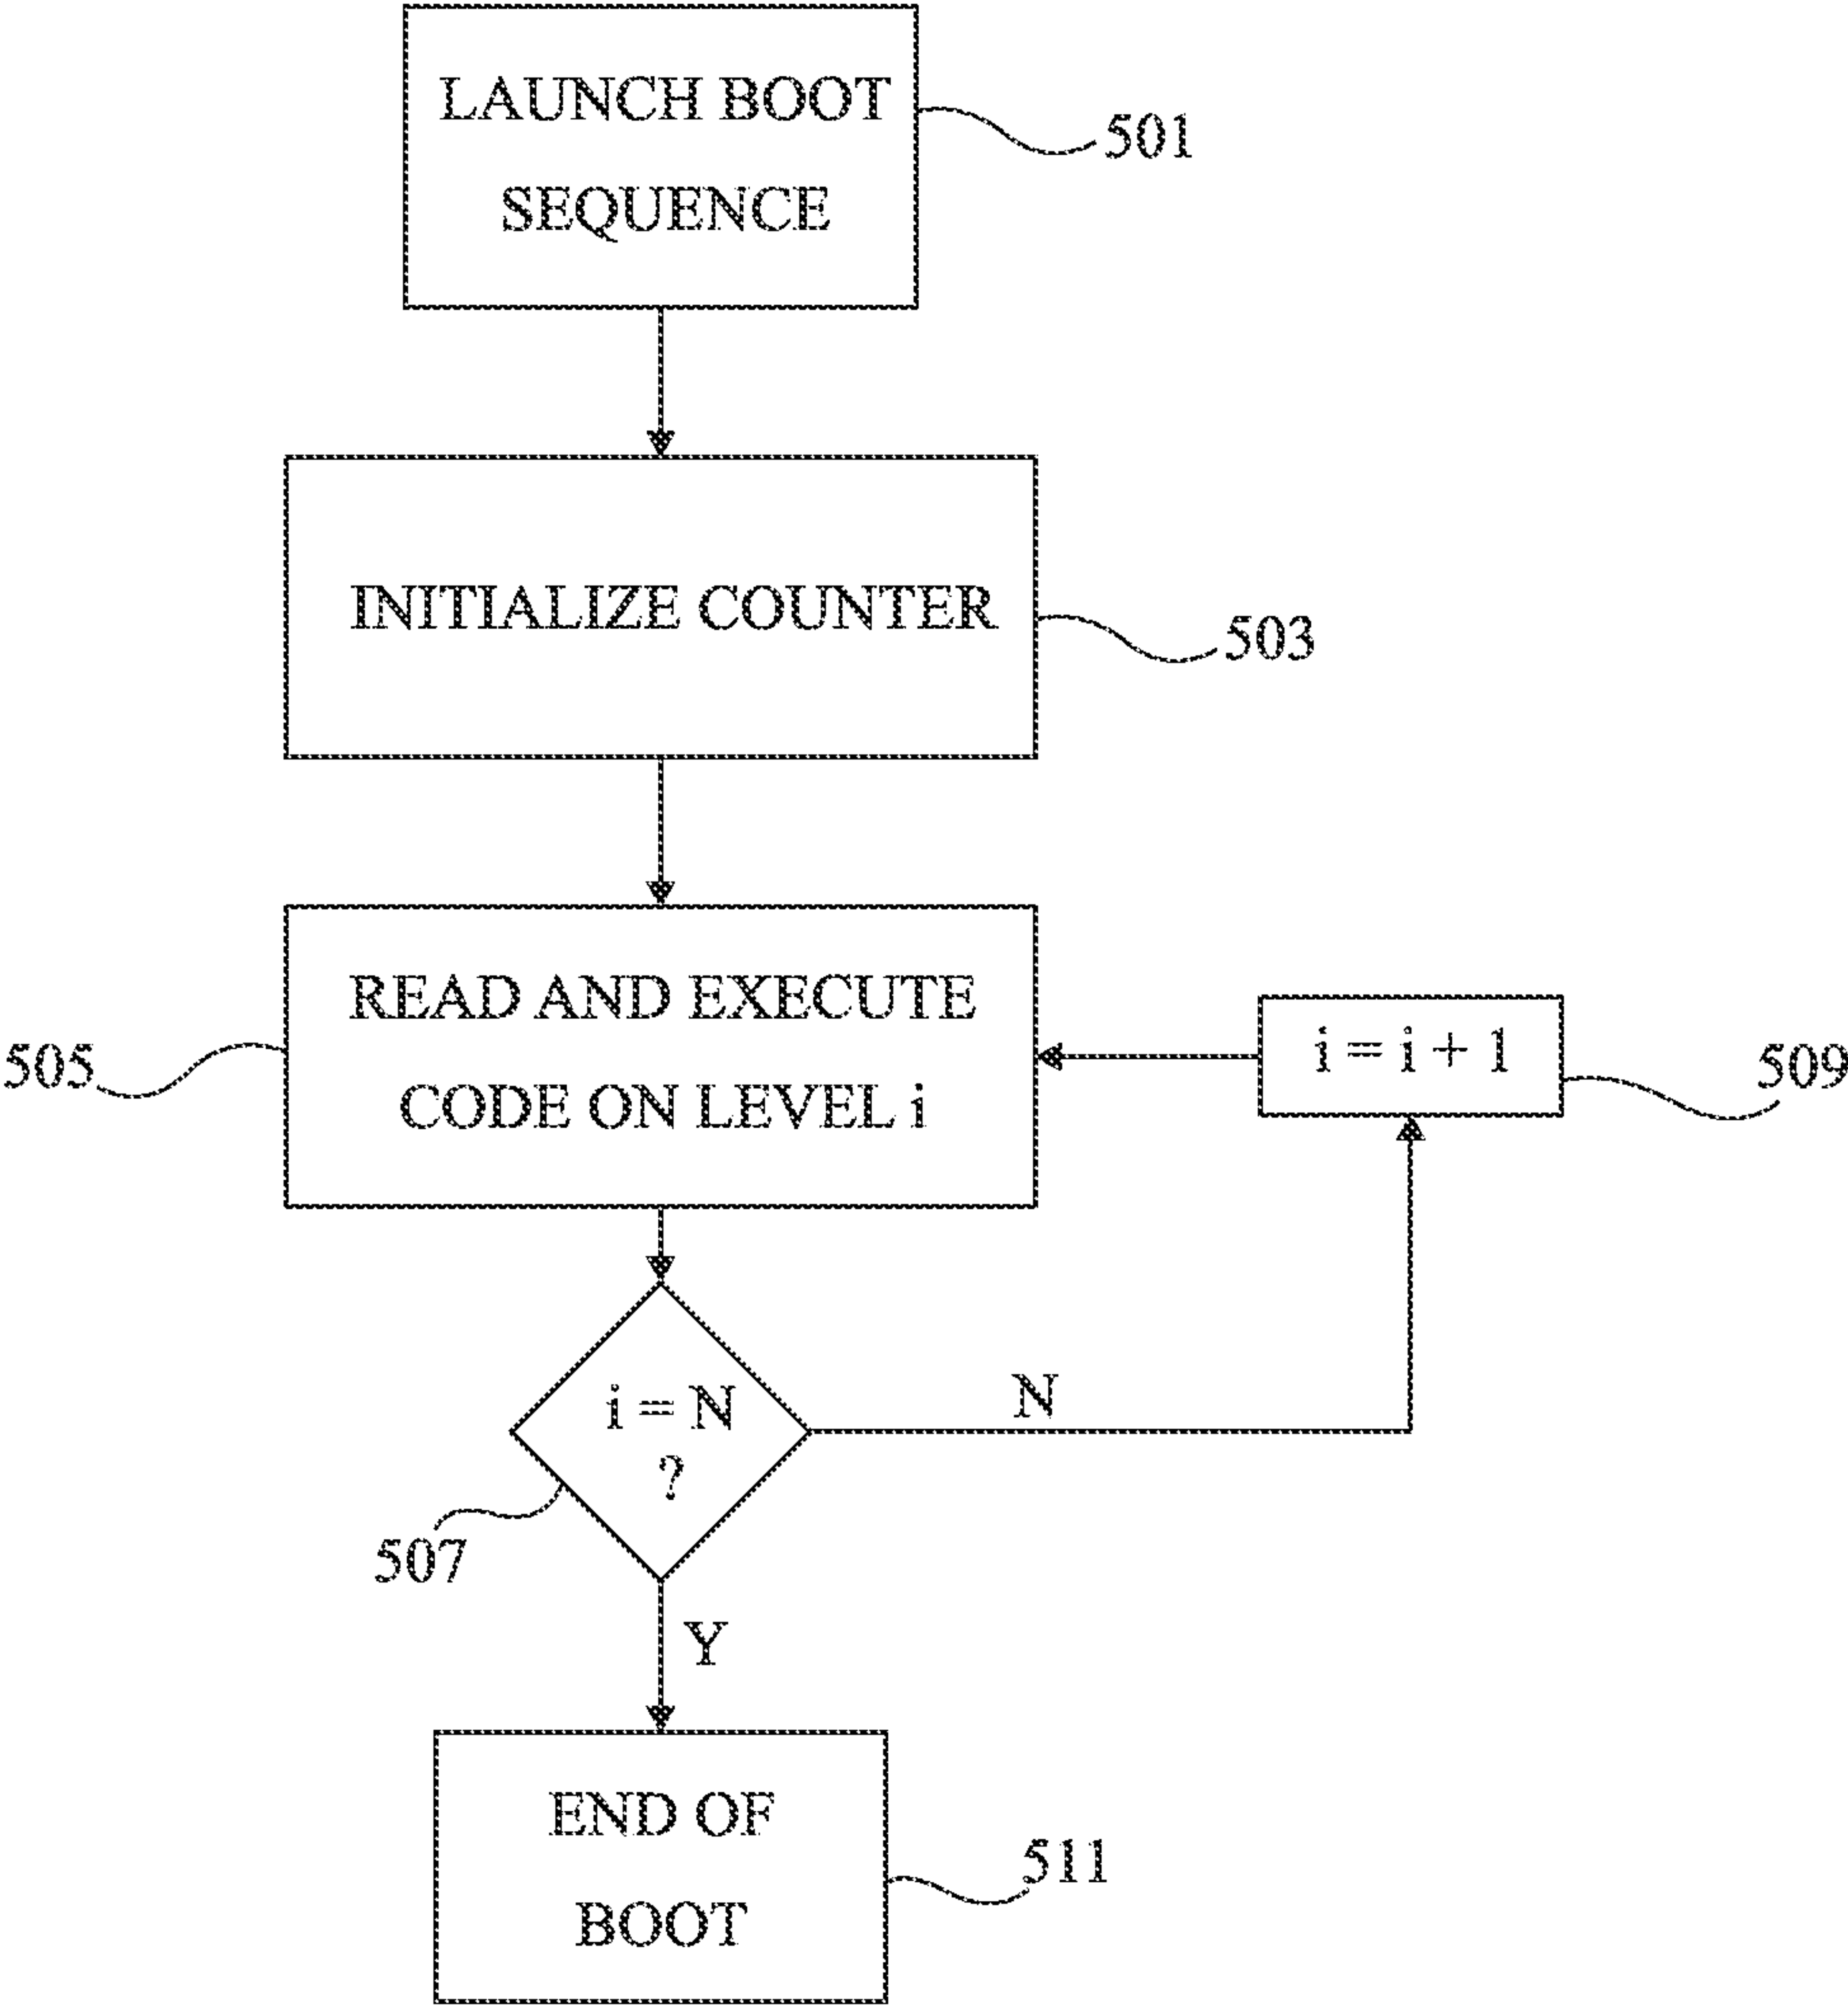 LAUNCH BOOT
SEQUENCE
501
INITIALIZE COUNTER
503
READ AND EXECUTE
CODE ON LEVEL i
505
i = i + 1
509
i = N
?
N
507
Y
END OF
BOOT
511